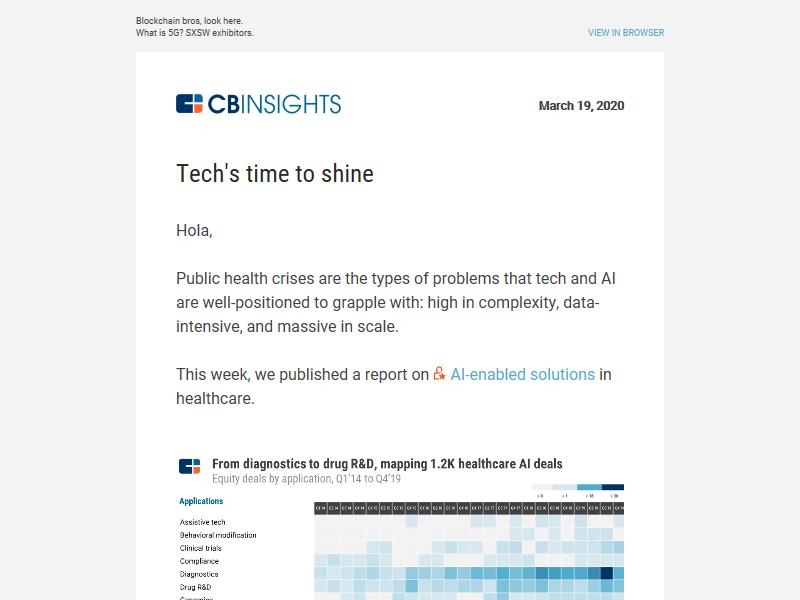 Blockchain bros, look here.
What is 5G? SXSW exhibitors.
VIEW IN BROWSER
CBINSIGHTS
March 19, 2020
Tech's time to shine
Hola,
Public health crises are the types of problems that tech and AI
are well-positioned to grapple with: high in complexity, data-
intensive, and massive in scale.
This week, we published a report on AI-enabled solutions in
healthcare.
From diagnostics to drug R&D, mapping 1.2K healthcare AI deals
Equity deals by application, Q1'14 to Q4'19
Applications
Assistive tech
Behavioral modification
Clinical trials
Compliance
Diagnostics
Drug R&D